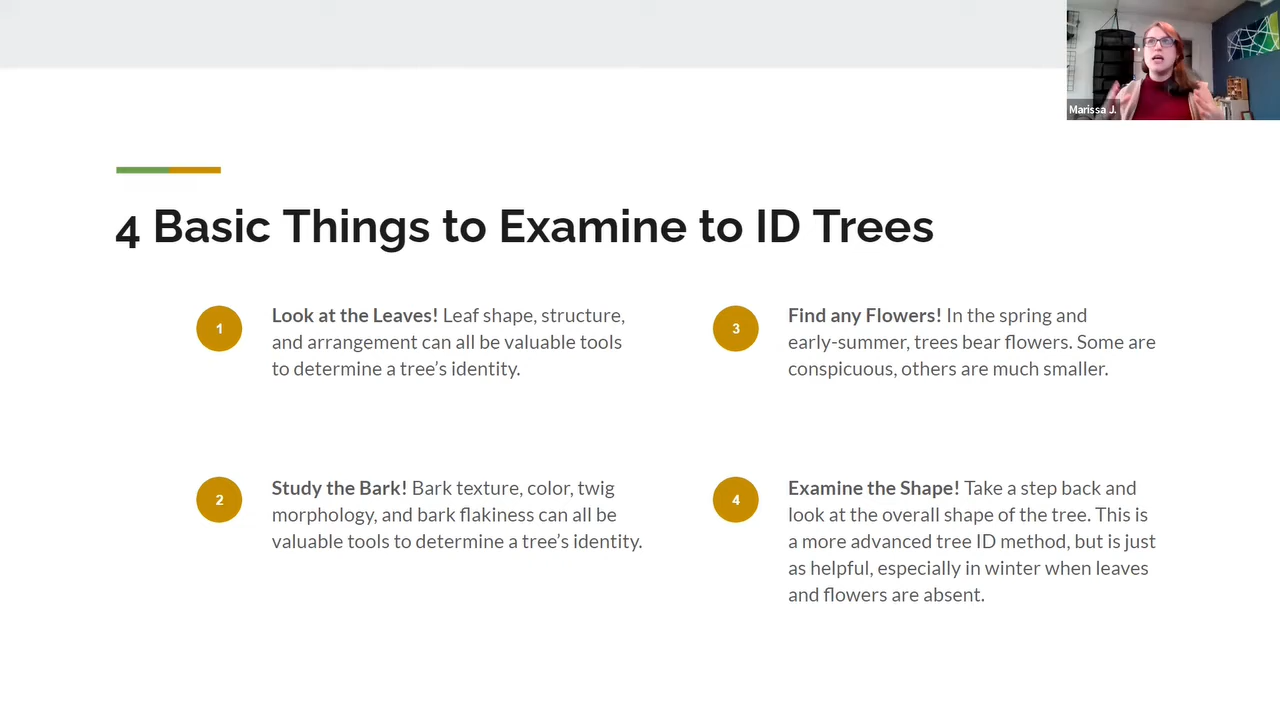 Marissa J.
4 Basic Things to Examine to ID Trees
1
Look at the Leaves! Leaf shape, structure,
and arrangement can all be valuable tools
to determine a tree's identity.
2
Study the Bark! Bark texture, color, twig
morphology, and bark flakiness can all be
valuable tools to determine a tree's identity.
3
Find any Flowers! In the spring and
early-summer, trees bear flowers. Some are
conspicuous, others are much smaller.
4
Examine the Shape! Take a step back and
look at the overall shape of the tree. This is
a more advanced tree ID method, but is just
as helpful, especially in winter when leaves
and flowers are absent.